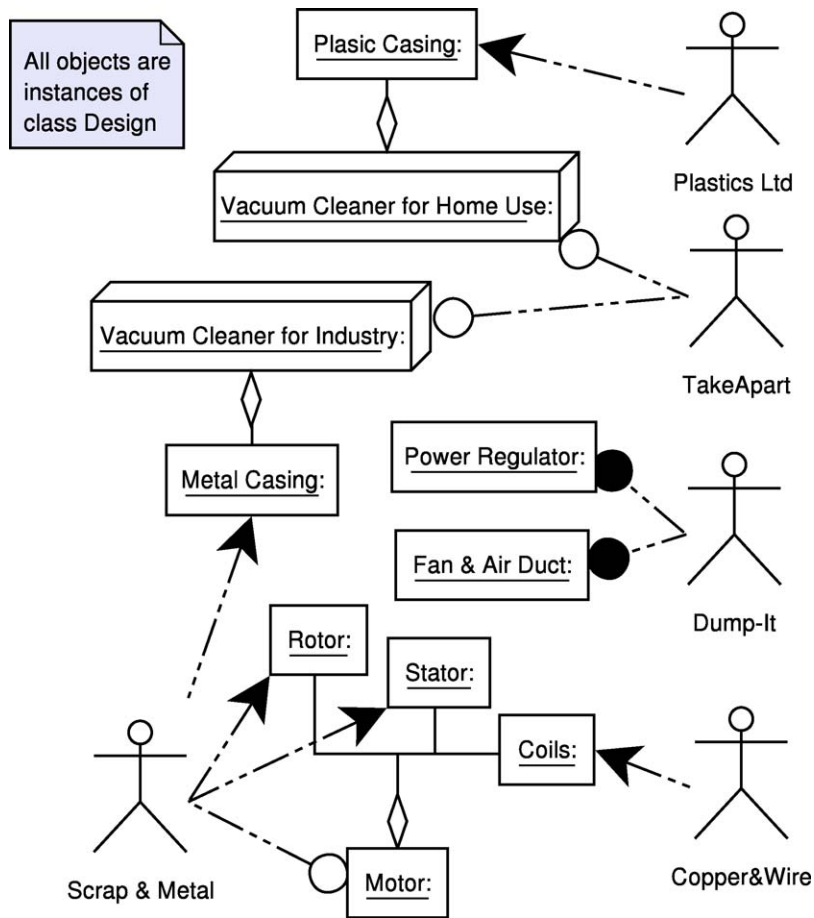 All objects are
instances of
class Design
Plasic Casing:
Plastics Ltd
Vacuum Cleaner for Home Use:
Vacuum Cleaner for Industry:
TakeApart
Power Regulator:
Metal Casing:
Fan & Air Duct:
Dump-It
Rotor:
Stator:
Coils:
Scrap & Metal
Motor:
Copper&Wire